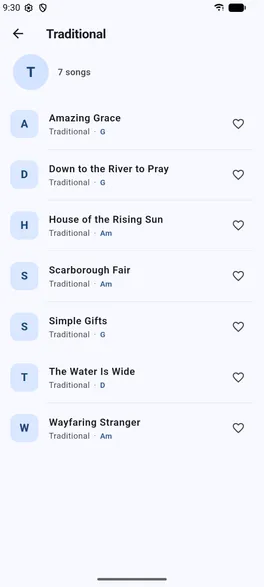 9:30
Traditional
T
7 songs
A
Amazing Grace
Traditional · G
D
Down to the River to Pray
Traditional · G
H
House of the Rising Sun
Traditional · Am
S
Scarborough Fair
Traditional · Am
S
Simple Gifts
Traditional · G
T
The Water Is Wide
Traditional · D
W
Wayfaring Stranger
Traditional · Am